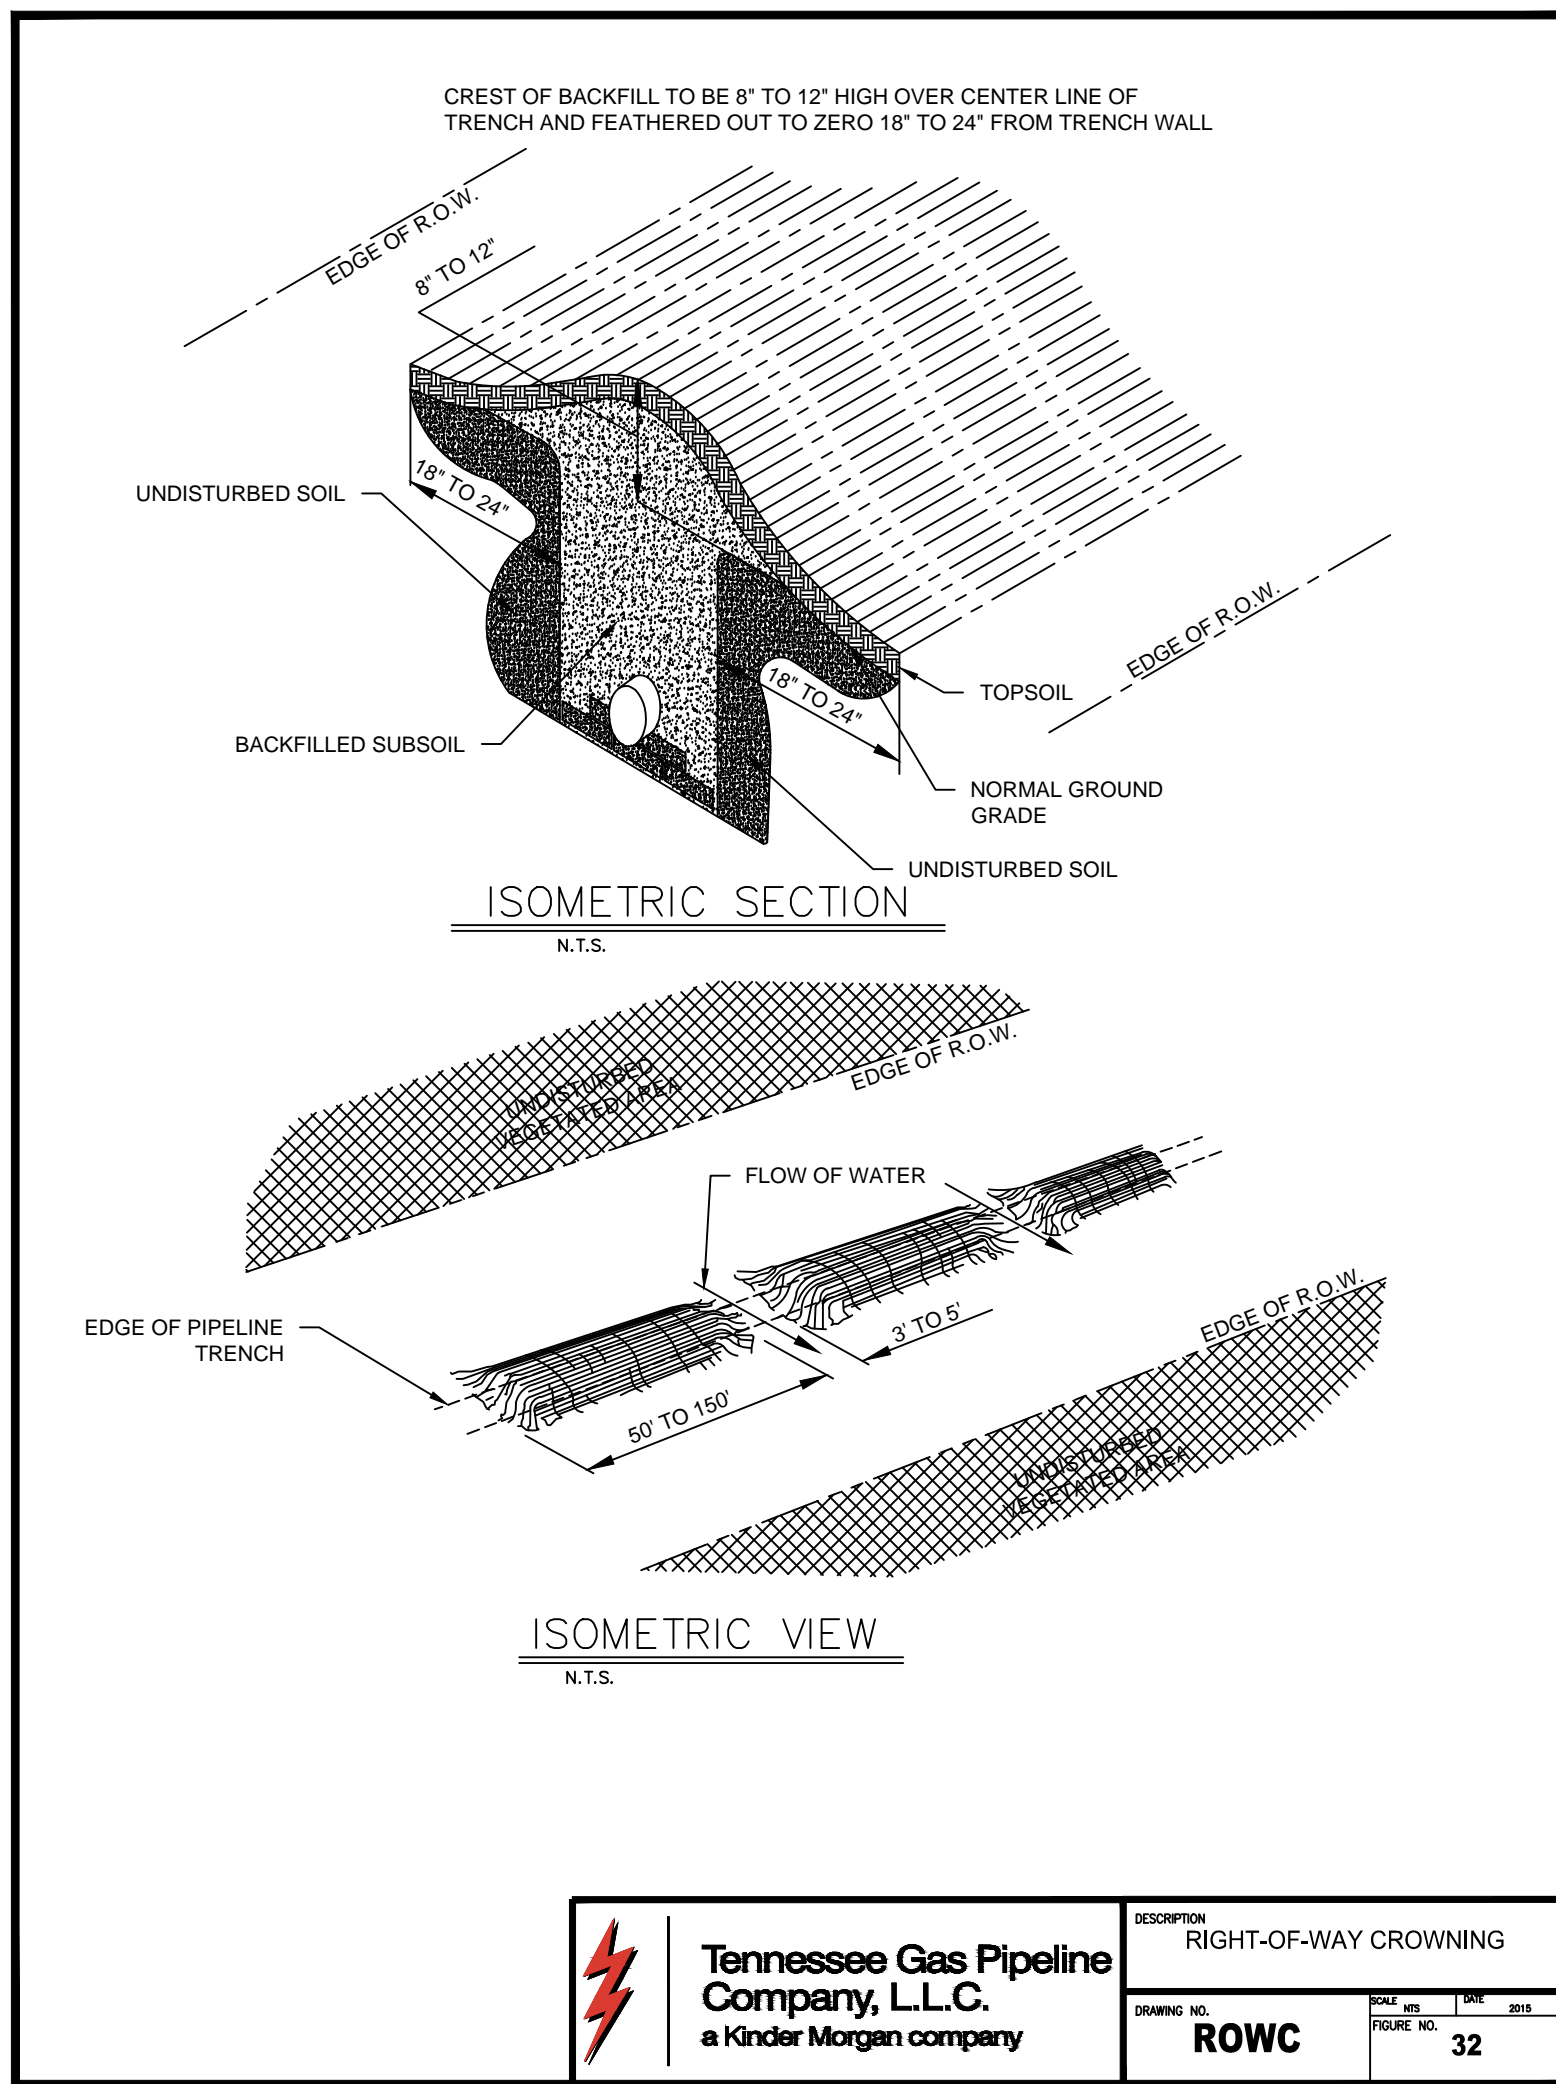 CREST OF BACKFILL TO BE 8" TO 12" HIGH OVER CENTER LINE OF
TRENCH AND FEATHERED OUT TO ZERO 18" TO 24" FROM TRENCH WALL
EDGE OF R.O.W.
8" TO 12"
18" TO 24"
UNDISTURBED SOIL
EDGE OF R.O.W.
18" TO 24"
TOPSOIL
BACKFILLED SUBSOIL
NORMAL GROUND
GRADE
UNDISTURBED SOIL
ISOMETRIC SECTION
N.T.S.
EDGE OF R.O.W.
UNDISTURBED
VEGETATED AREA
FLOW OF WATER
EDGE OF R.O.W.
EDGE OF PIPELINE
TRENCH
3' TO 5'
50' TO 150'
UNDISTURBED
VEGETATED AREA
ISOMETRIC VIEW
N.T.S.
Tennessee Gas Pipeline
Company, L.L.C.
a Kinder Morgan company
DESCRIPTION
RIGHT-OF-WAY CROWNING
DRAWING NO.
ROWC
SCALE
NTS
DATE
2015
FIGURE NO.
32